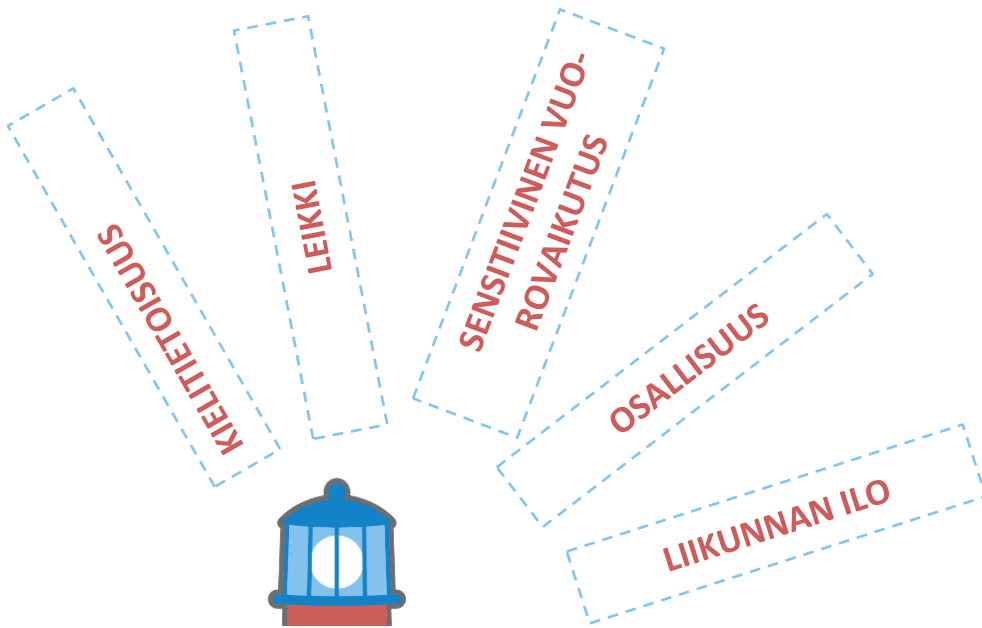 KIELITIETOISUUS
LEIKKI
SENSITIIVINEN VUO-
ROVAIKUTUS
OSALLISUUS
LIIKUNNAN ILO